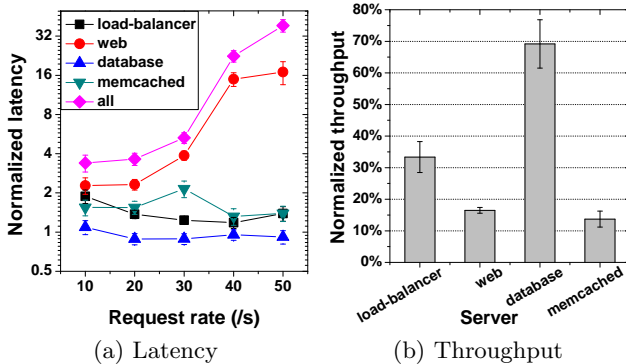 load-balancer
web
database
memcached
all
Normalized latency
32
16
8
4
2
1
0.5
10 20 30 40 50
Request rate (/s)
(a) Latency
Normalized throughput
80%
70%
60%
50%
40%
30%
20%
10%
0%
load-balancer
web
database
memcached
Server
(b) Throughput